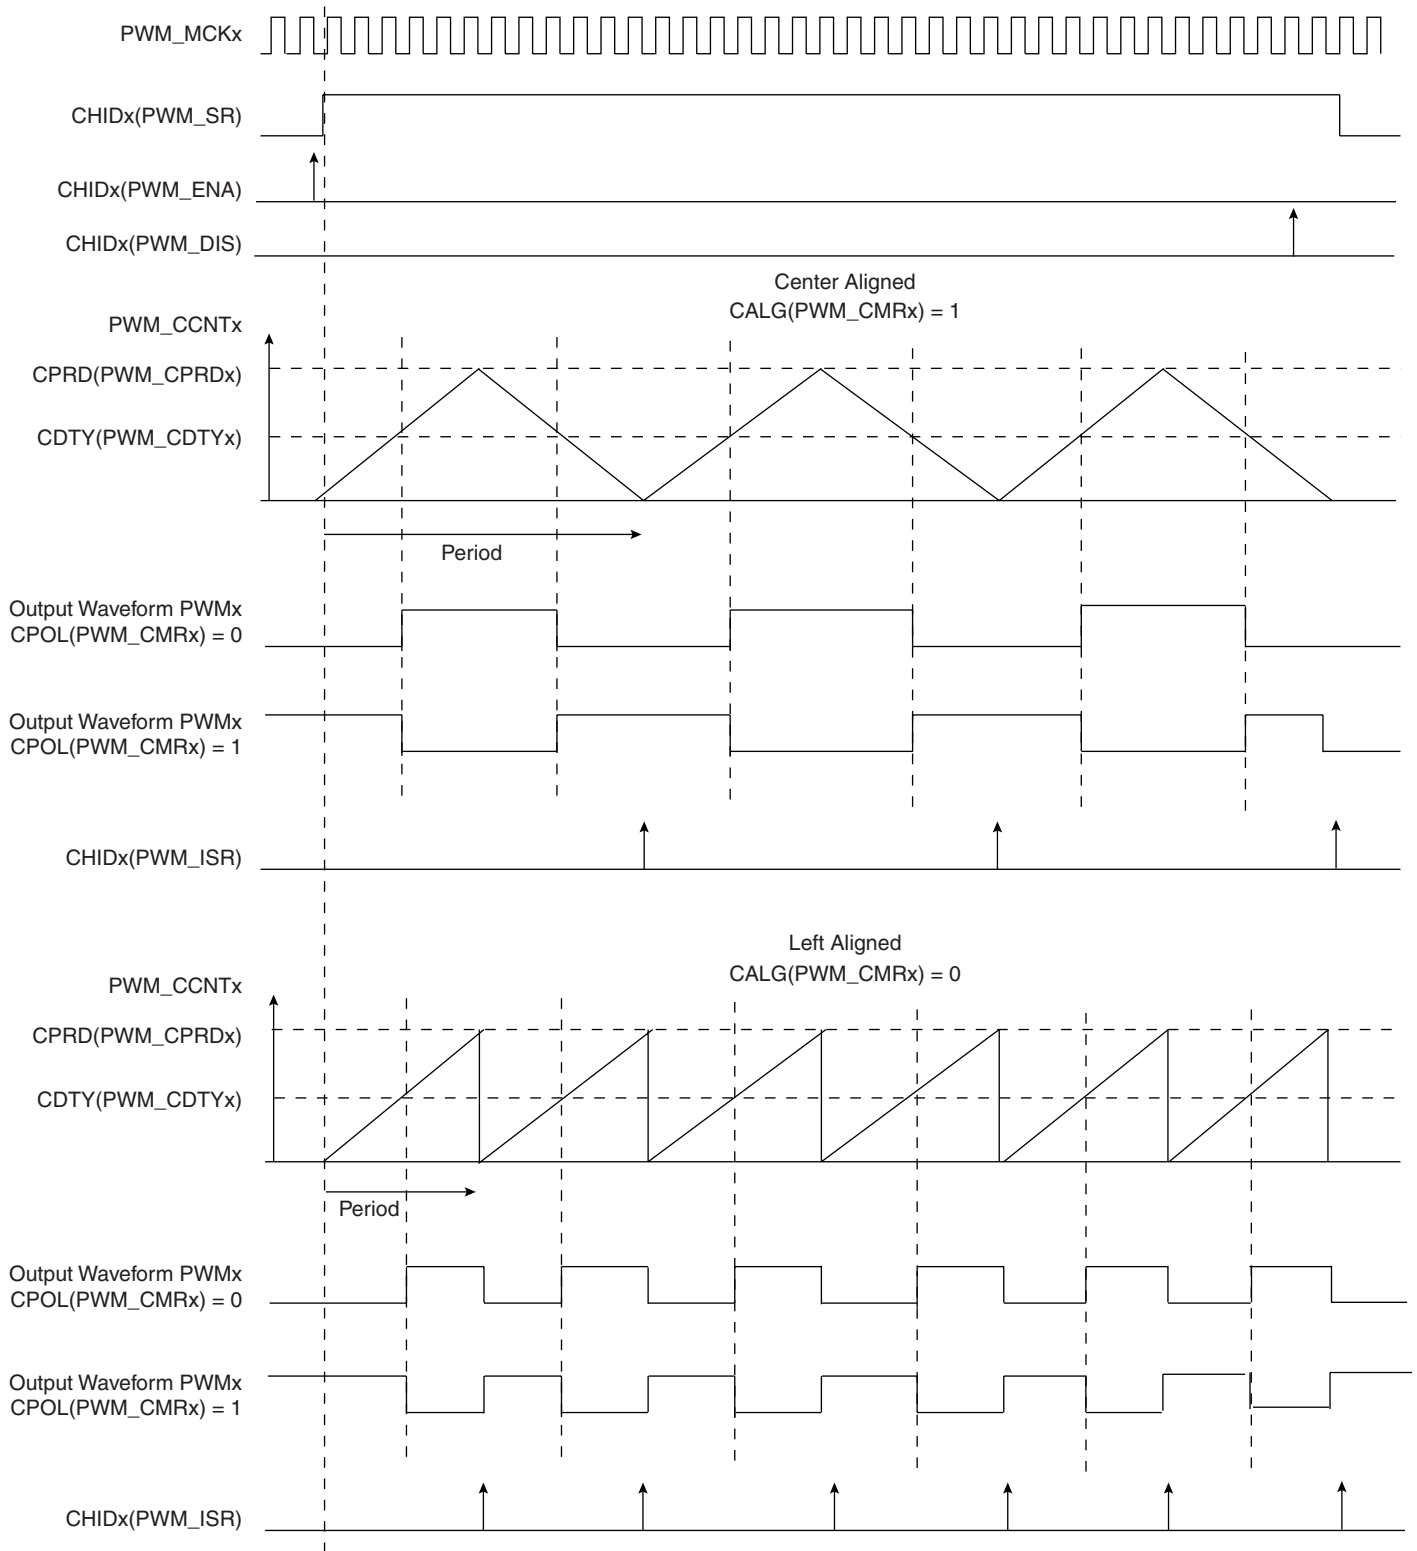 PWM_MCKx
CHIDx(PWM_SR)
CHIDx(PWM_ENA)
CHIDx(PWM_DIS)
Center Aligned
CALG(PWM_CMRx) = 1
PWM_CCNTx
CPRD(PWM_CPRDx)
CDTY(PWM_CDTYx)
Period
Output Waveform PWMx
CPOL(PWM_CMRx) = 0
Output Waveform PWMx
CPOL(PWM_CMRx) = 1
CHIDx(PWM_ISR)
Left Aligned
CALG(PWM_CMRx) = 0
PWM_CCNTx
CPRD(PWM_CPRDx)
CDTY(PWM_CDTYx)
Period
Output Waveform PWMx
CPOL(PWM_CMRx) = 0
Output Waveform PWMx
CPOL(PWM_CMRx) = 1
CHIDx(PWM_ISR)